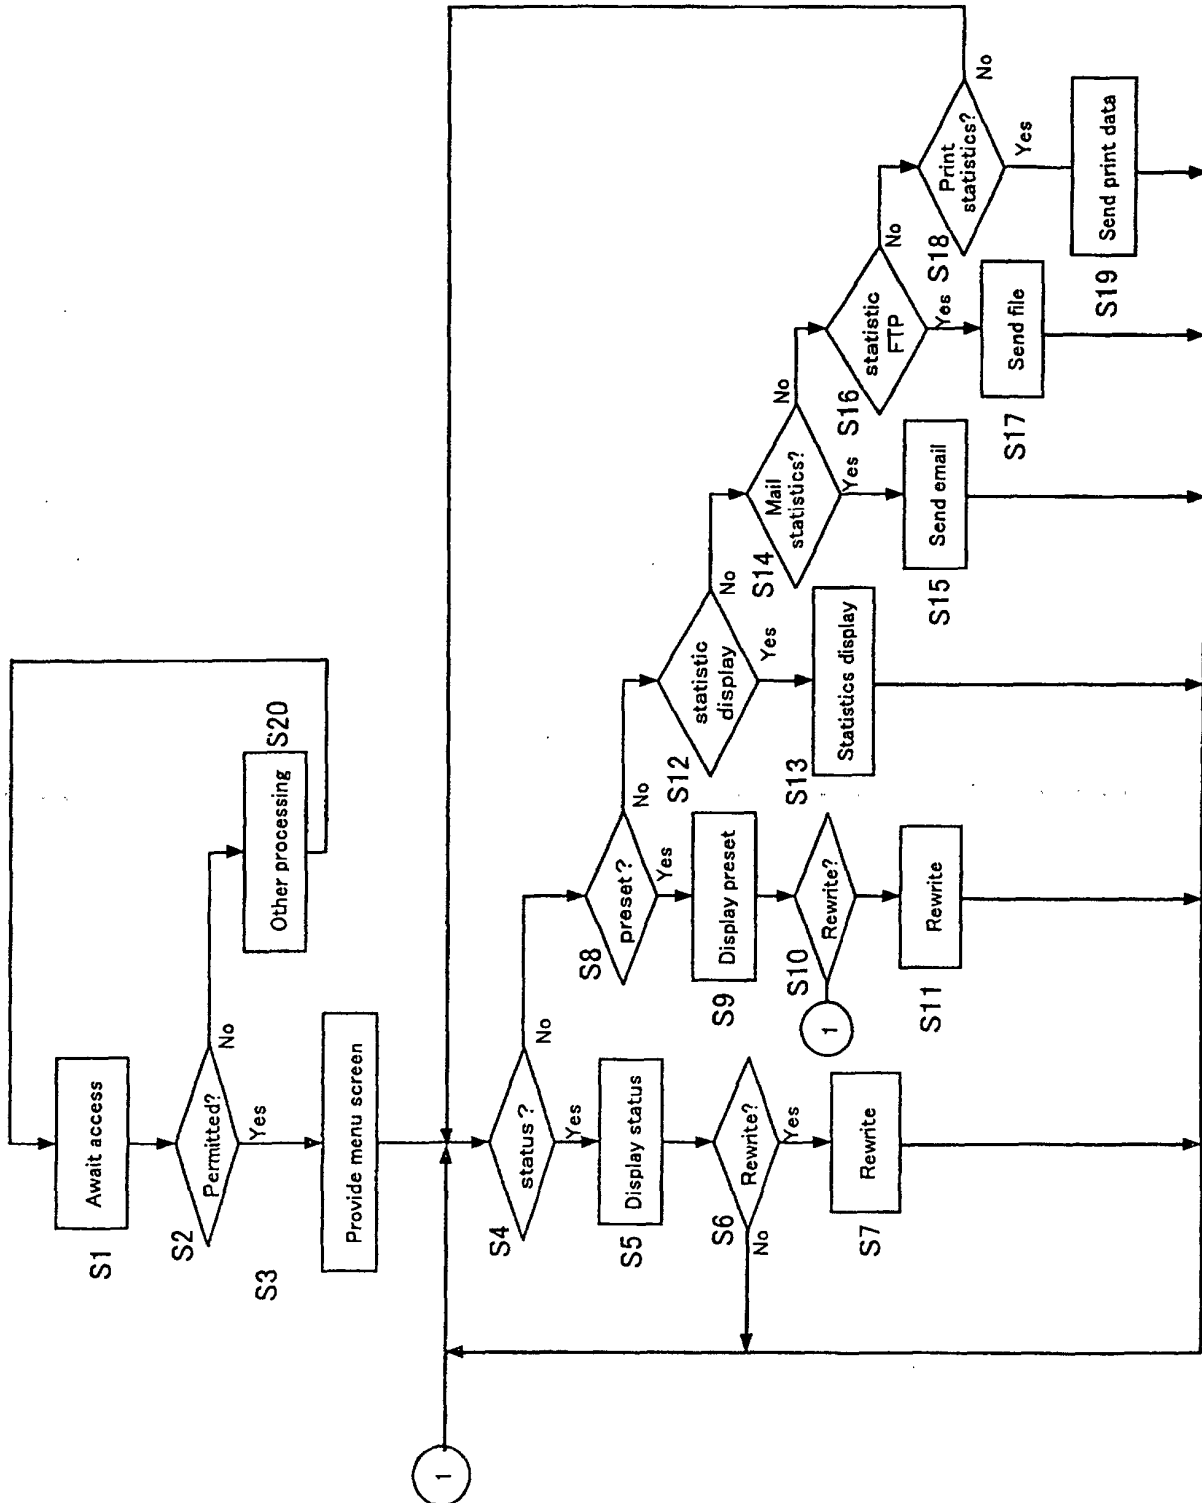 S1
Await access
S2
Permitted?
No
Yes
S20
Other processing
S3
Provide menu screen
1
S4
status?
No
Yes
S5
Display status
S6
Rewrite?
No
Yes
S7
Rewrite
S8
preset?
No
Yes
S9
Display preset
S10
Rewrite?
1
S11
Rewrite
S12
statistic
display
No
Yes
S13
Statistics display
S14
Mail
statistics?
No
Yes
S15
Send email
S16
statistic
FTP
No
Yes
S17
Send file
S18
Print
statistics?
No
Yes
S19
Send print data